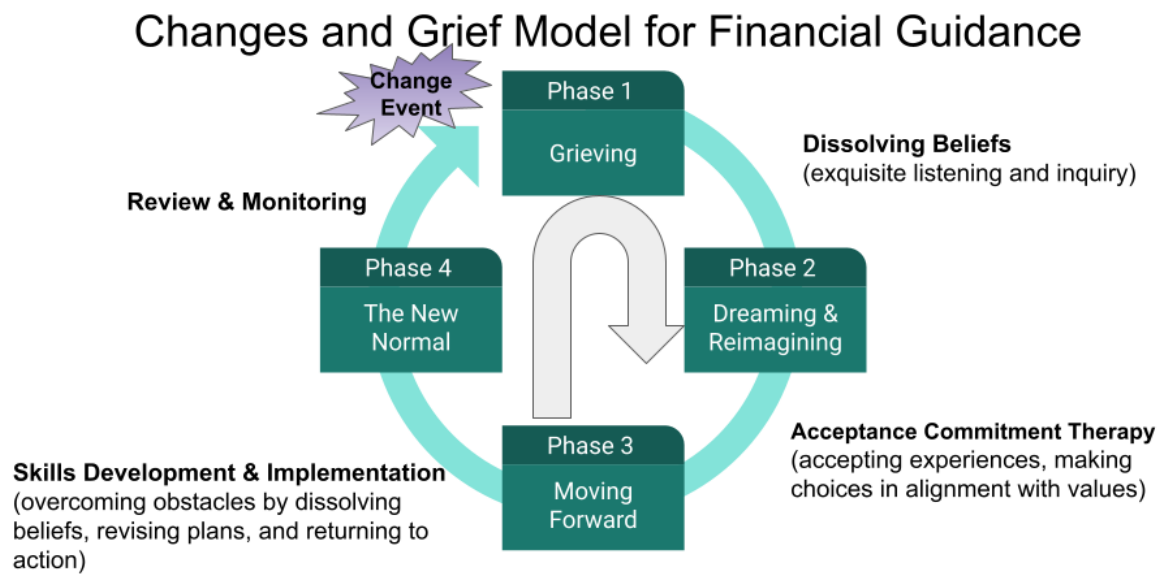 Changes and Grief Model for Financial Guidance
Change
Event
Phase 1
Grieving
Dissolving Beliefs
(exquisite listening and inquiry)
Review & Monitoring
Phase 4
The New
Normal
Phase 2
Dreaming &
Reimagining
Phase 3
Moving
Forward
Acceptance Commitment Therapy
(accepting experiences, making
choices in alignment with values)
Skills Development & Implementation
(overcoming obstacles by dissolving
beliefs, revising plans, and returning to
action)